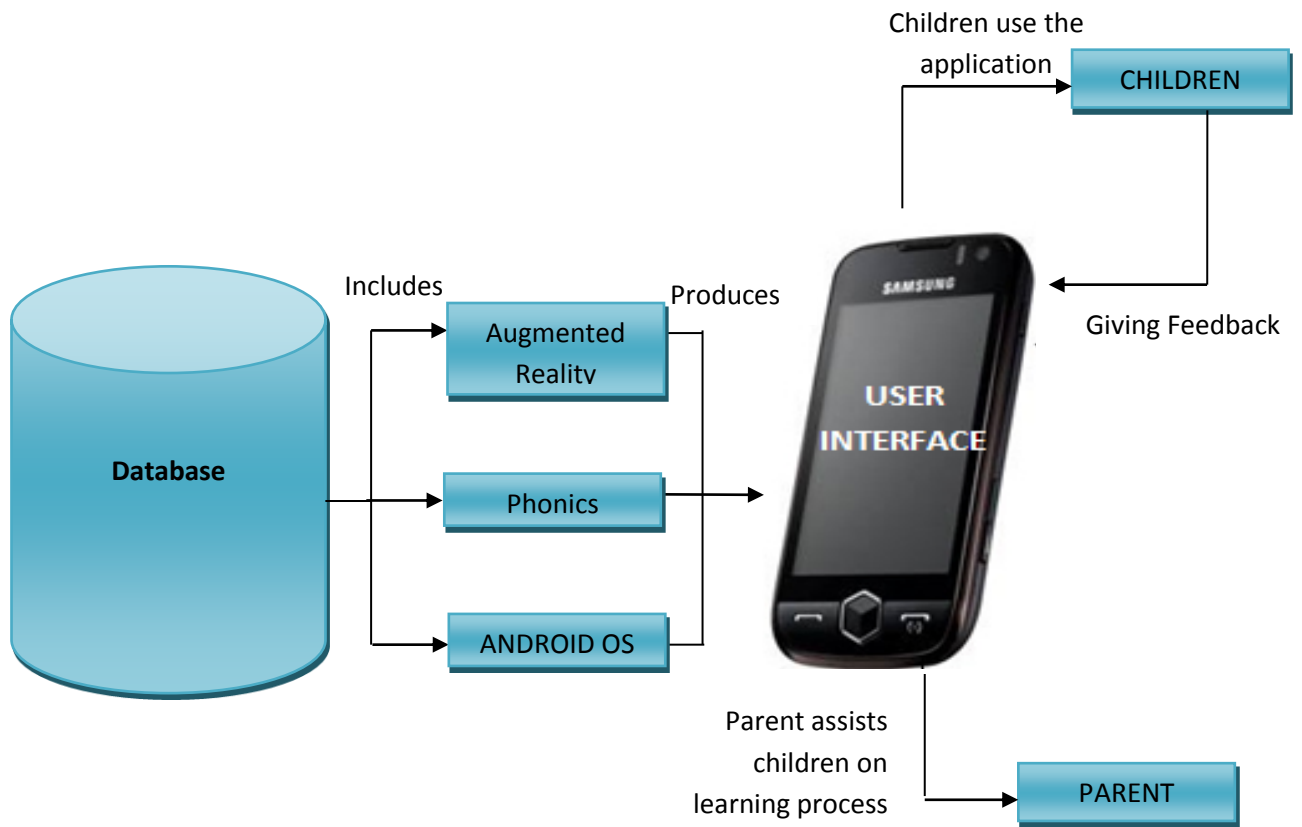 Children use the
application
CHILDREN
SAMSUNG
Includes
Produces
Augmented
Reality
Giving Feedback
USER
INTERFACE
Database
Phonics
ANDROID OS
Parent assists
children on
learning process
PARENT